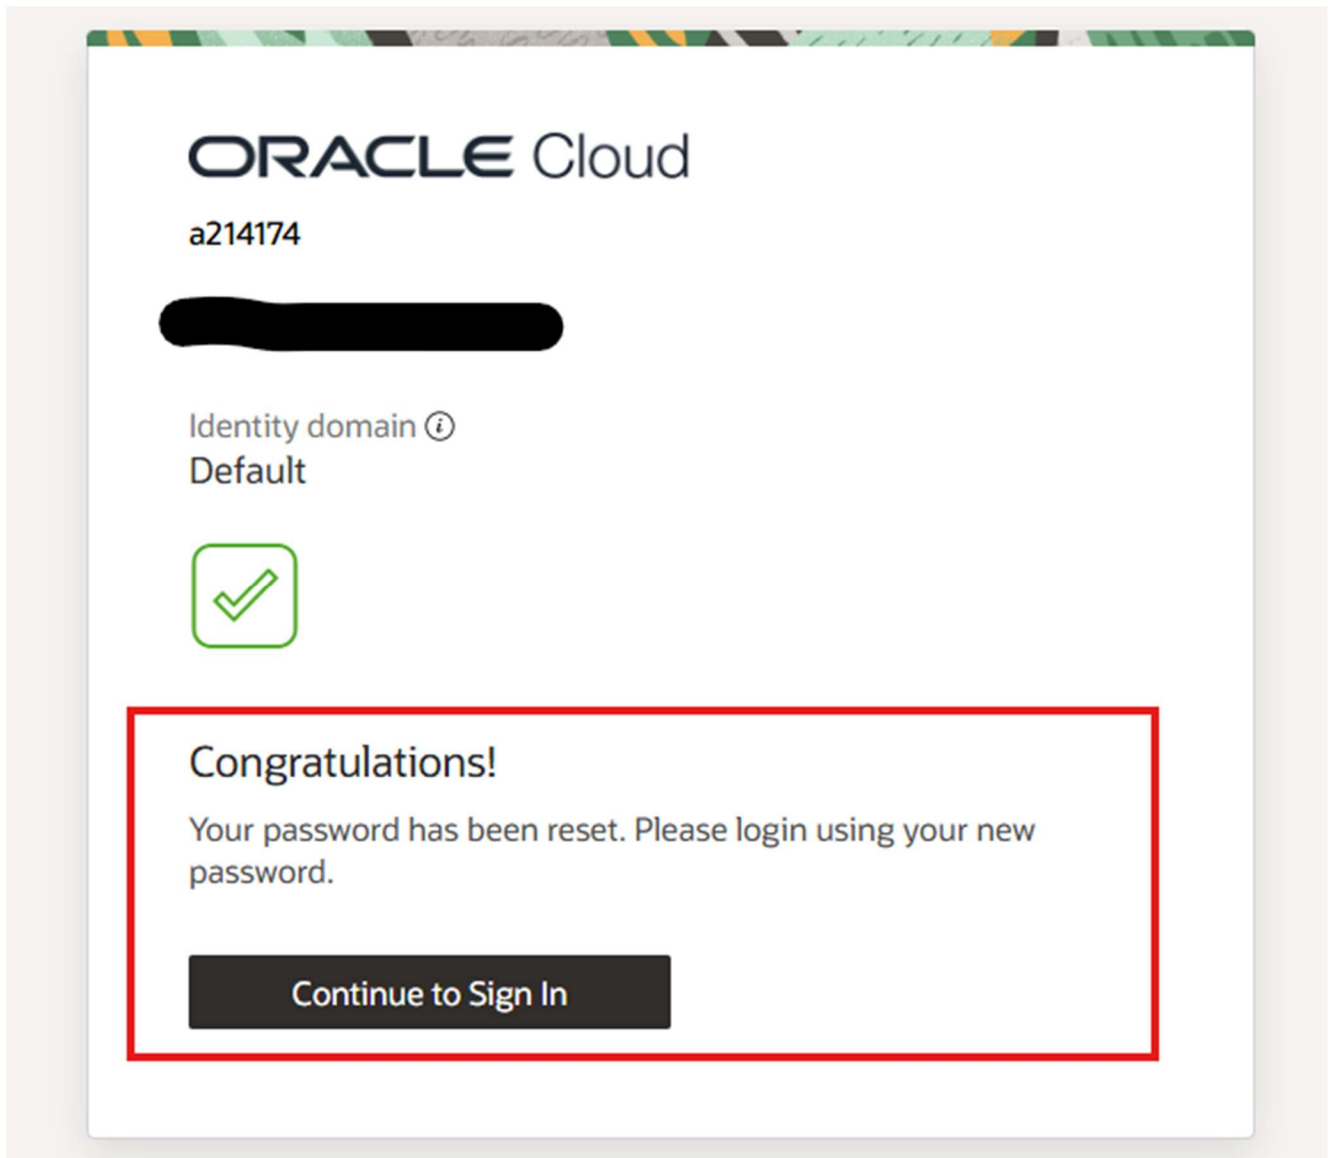 ORACLE Cloud
a214174
Identity domain
Default
Congratulations!
Your password has been reset. Please login using your new
password.
Continue to Sign In